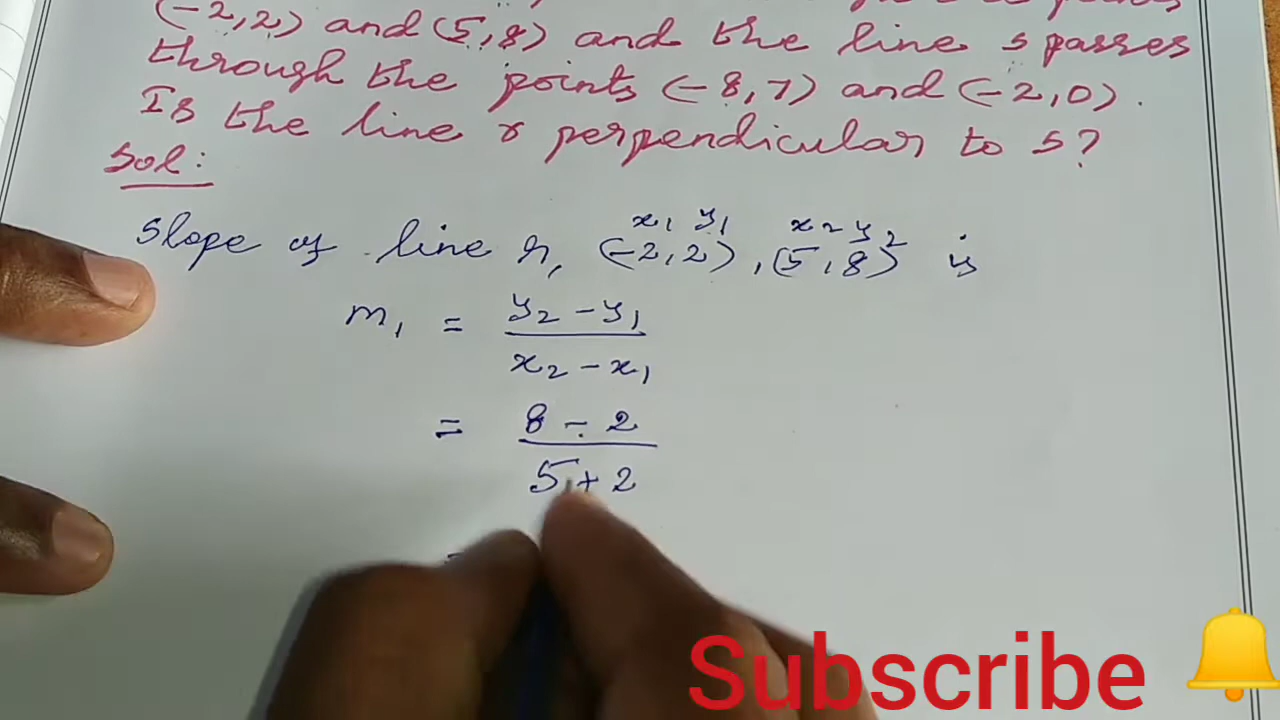 (-2,2) and (5,8) and the line s passes
through the points (-8,7) and (-2,0).
Is the line r perpendicular to s?
Sol:
x₁ y₁ x₂ y₂
Slope of line r, (-2,2), (5,8) is
m₁ = y₂ - y₁ / x₂ - x₁
= 8 - 2 / 5 + 2
=
Subscribe 🔔